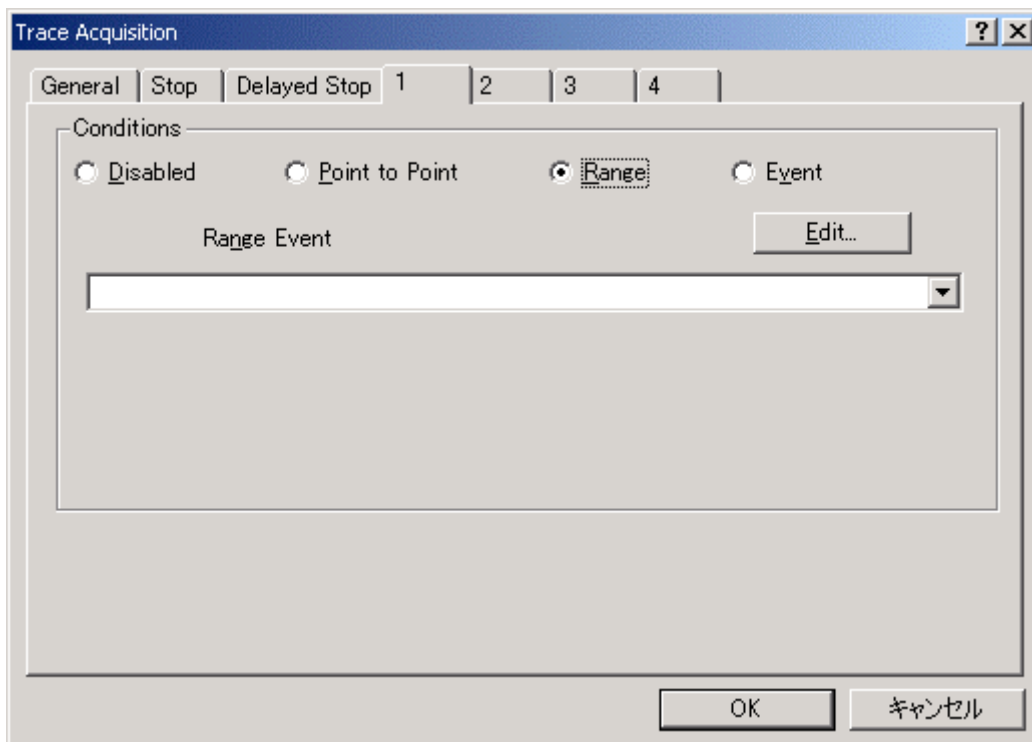 Trace Acquisition
General Stop Delayed Stop 1 2 3 4
Conditions
Disabled Point to Point Range Event
Range Event Edit...
OK キャンセル